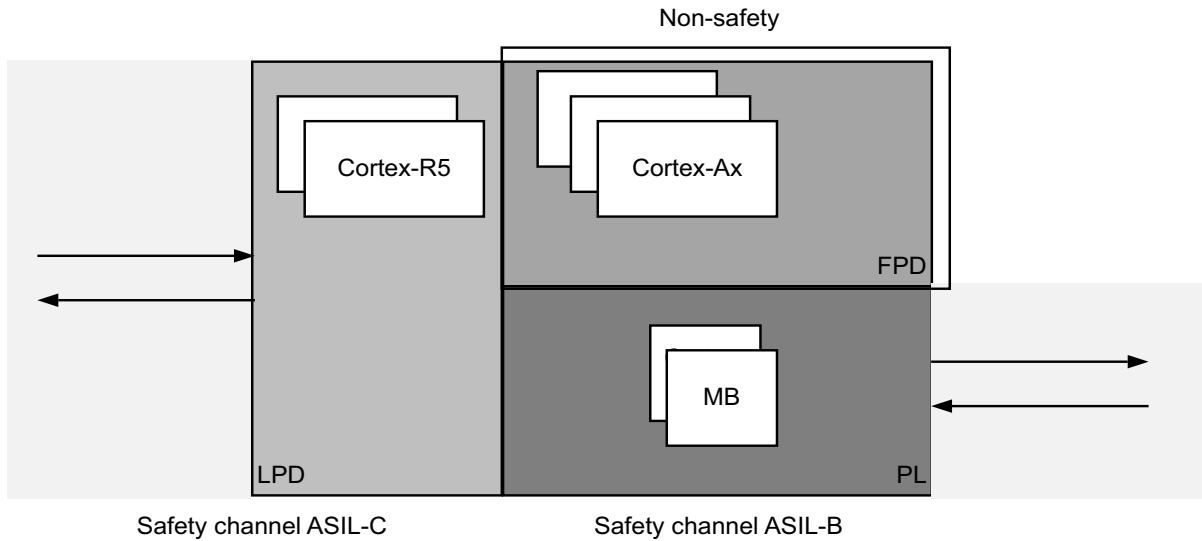 Non-safety
Cortex-R5
Cortex-Ax
FPD
MB
LPD
PL
Safety channel ASIL-C
Safety channel ASIL-B